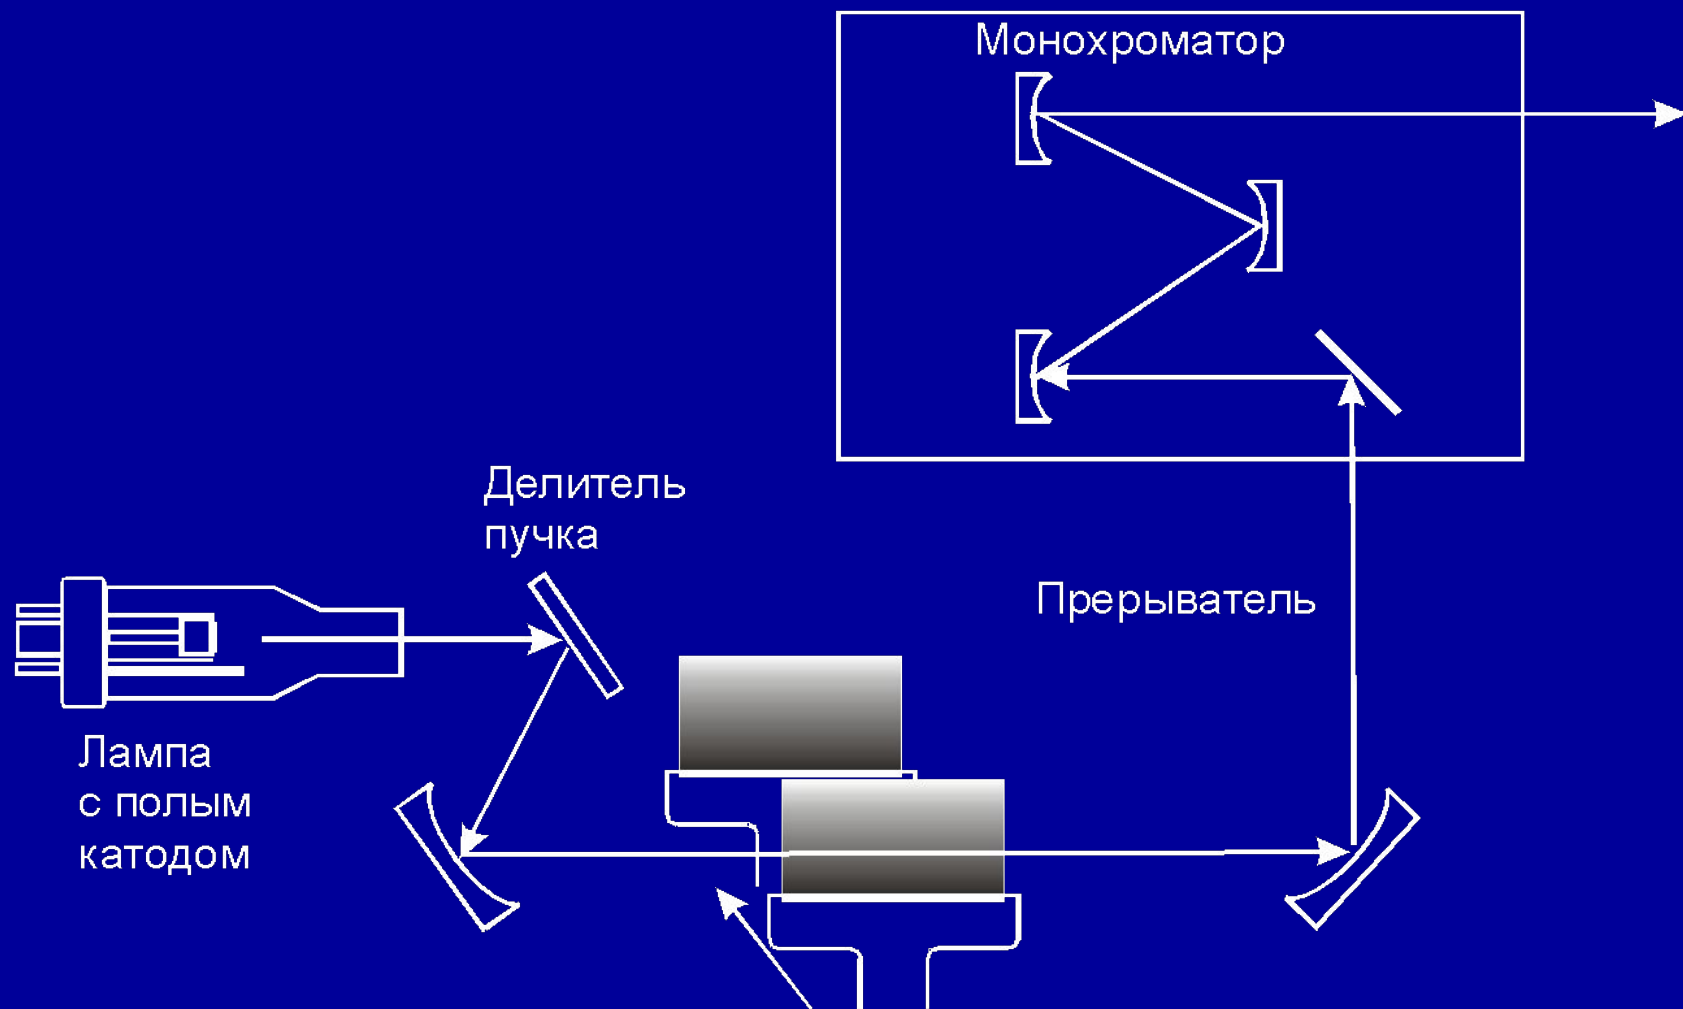 Монохроматор
Делитель
пучка
Прерыватель
Лампа
с полым
катодом